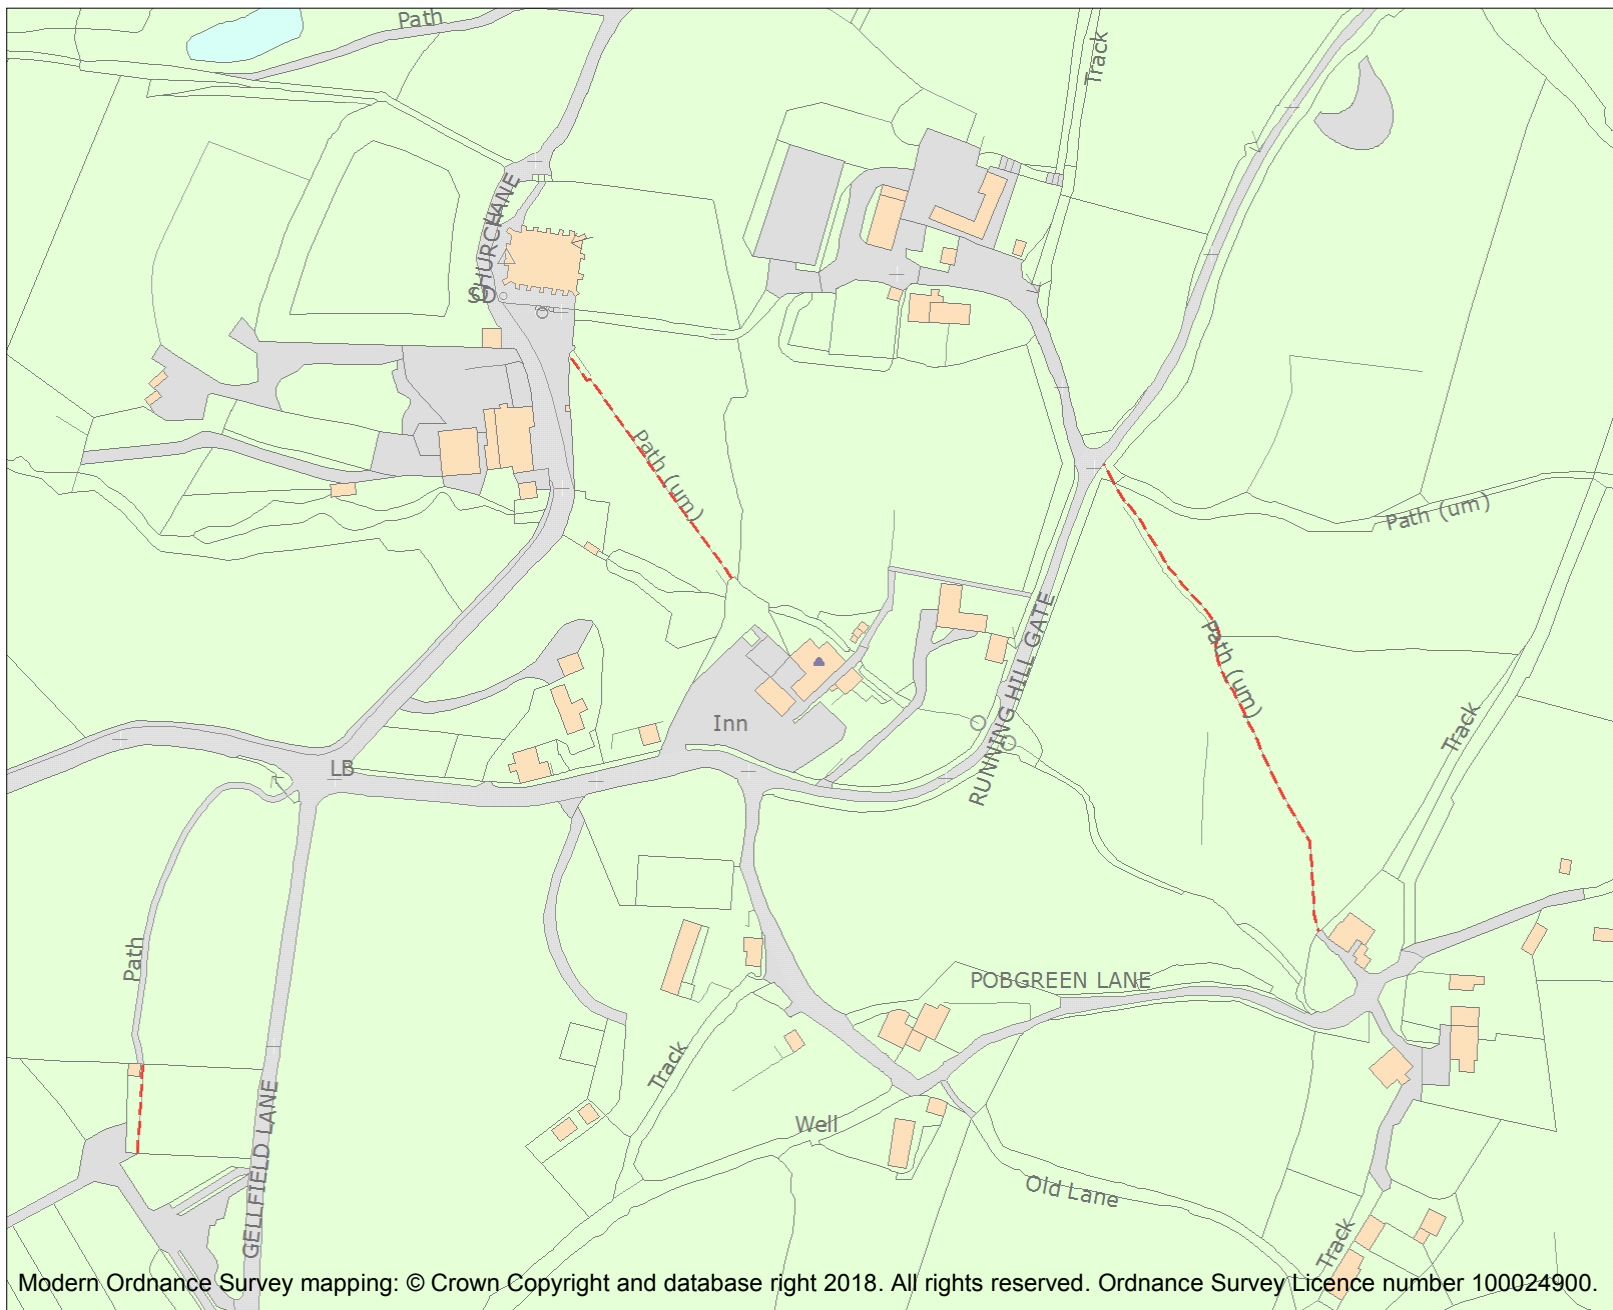 Path
Track
CHURCH LANE
SD
Path (um)
Path (um)
RUNNING HILL GATE
Path (um)
Inn
Track
LB
Path
POBGREEN LANE
Track
Well
GELLFIELD LANE
Old Lane
Track
Modern Ordnance Survey mapping: © Crown Copyright and database right 2018. All rights reserved. Ordnance Survey Licence number 100024900.